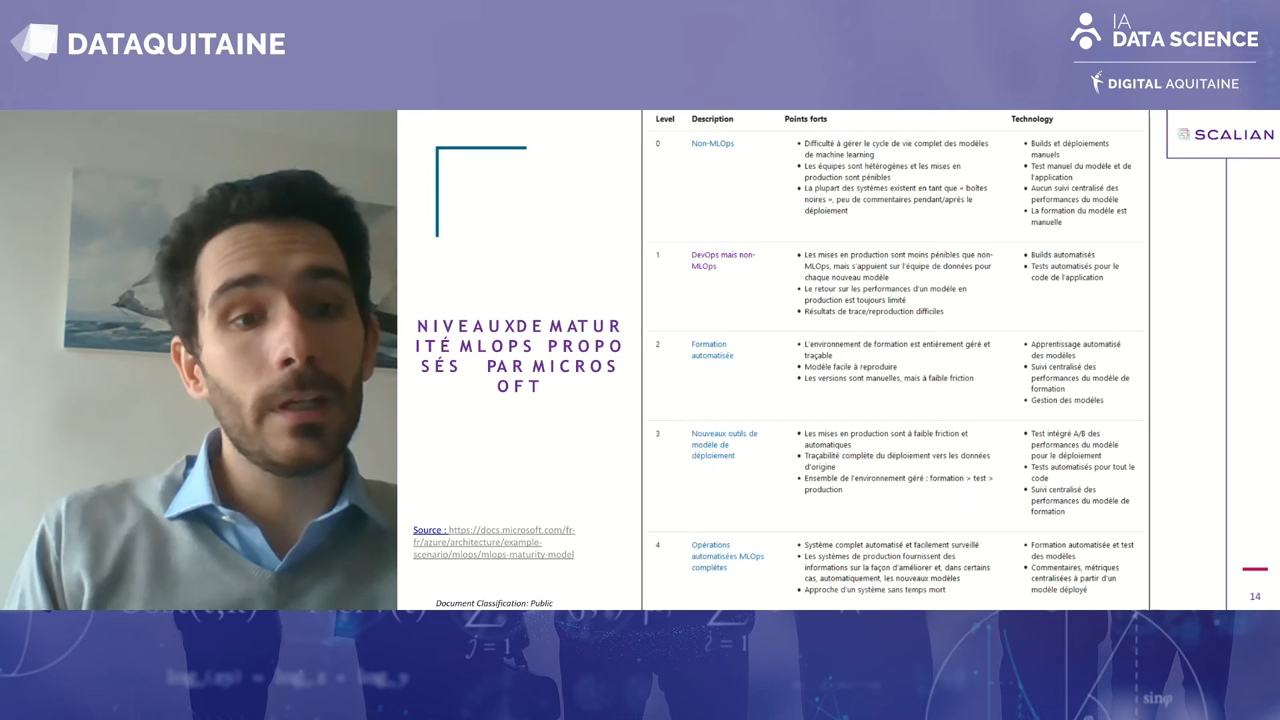 DATAQUITAINE
IA
DATA SCIENCE
DIGITAL AQUITAINE
SCALIAN
NIVEAUXDE MATUR
ITÉ MLOPS PROPO
SÉS PAR MICROS
OFT
Source : https://docs.microsoft.com/fr-
fr/azure/architecture/example-
scenario/mlops/mlops-maturity-model
Document Classification: Public
Level Description Points forts Technology
0 Non-MLOps
• Difficulté à gérer le cycle de vie complet des modèles
de machine learning
• Les équipes sont hétérogènes et les mises en
production sont pénibles
• La plupart des systèmes existent en tant que « boîtes
noires », peu de commentaires pendant/après le
déploiement
• Builds et déploiements
manuels
• Test manuel du modèle et de
l'application
• Aucun suivi centralisé des
performances du modèle
• La formation du modèle est
manuelle
1 DevOps mais non-
MLOps
• Les mises en production sont moins pénibles que non-
MLOps, mais s'appuient sur l'équipe de données pour
chaque nouveau modèle
• Le retour sur les performances d'un modèle en
production est toujours limité
• Résultats de trace/reproduction difficiles
• Builds automatisés
• Tests automatisés pour le
code de l'application
2 Formation
automatisée
• L'environnement de formation est entièrement géré et
traçable
• Modèle facile à reproduire
• Les versions sont manuelles, mais à faible friction
• Apprentissage automatisé
des modèles
• Suivi centralisé des
performances du modèle de
formation
• Gestion des modèles
3 Nouveaux outils de
modèle de
déploiement
• Les mises en production sont à faible friction et
automatiques
• Traçabilité complète du déploiement vers les données
d'origine
• Ensemble de l'environnement géré : formation > test >
production
• Test intégré A/B des
performances du modèle
pour le déploiement
• Tests automatisés pour tout le
code
• Suivi centralisé des
performances du modèle de
formation
4 Opérations
automatisées MLOps
complètes
• Système complet automatisé et facilement surveillé
• Les systèmes de production fournissent des
informations sur la façon d'améliorer et, dans certains
cas, automatiquement, les nouveaux modèles
• Approche d'un système sans temps mort
• Formation automatisée et test
des modèles
• Commentaires, métriques
centralisées à partir d'un
modèle déployé
14
j=1
j=1
sinφ